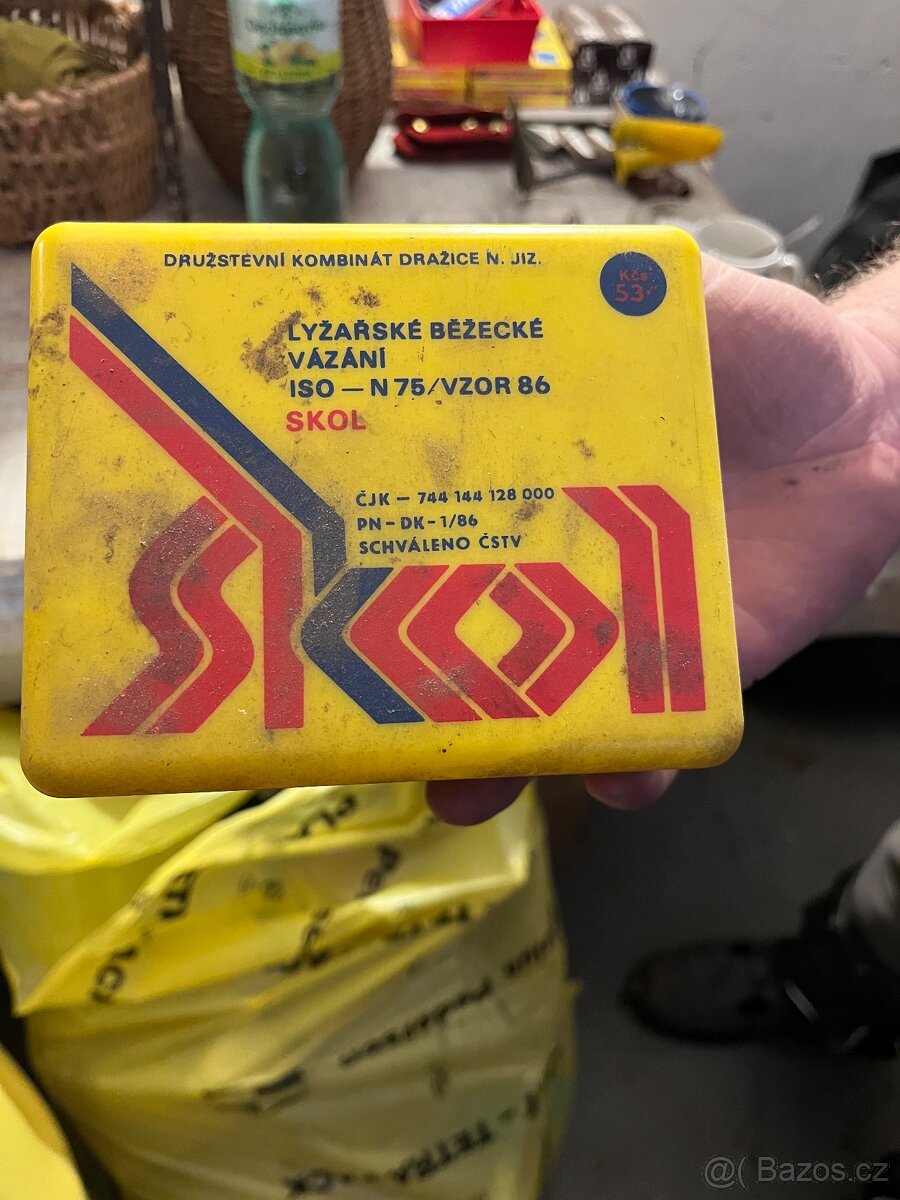 DRUŽSTEVNÍ KOMBINÁT DRAŽICE N. JIZ.
Kčs
53,-
LYŽAŘSKÉ BĚŽECKÉ
VÁZÁNÍ
ISO — N 75/VZOR 86
SKOL
ČJK — 744 144 128 000
PN - DK - 1/86
SCHVÁLENO ČSTV
skol
TETRA
@( Bazos.cz